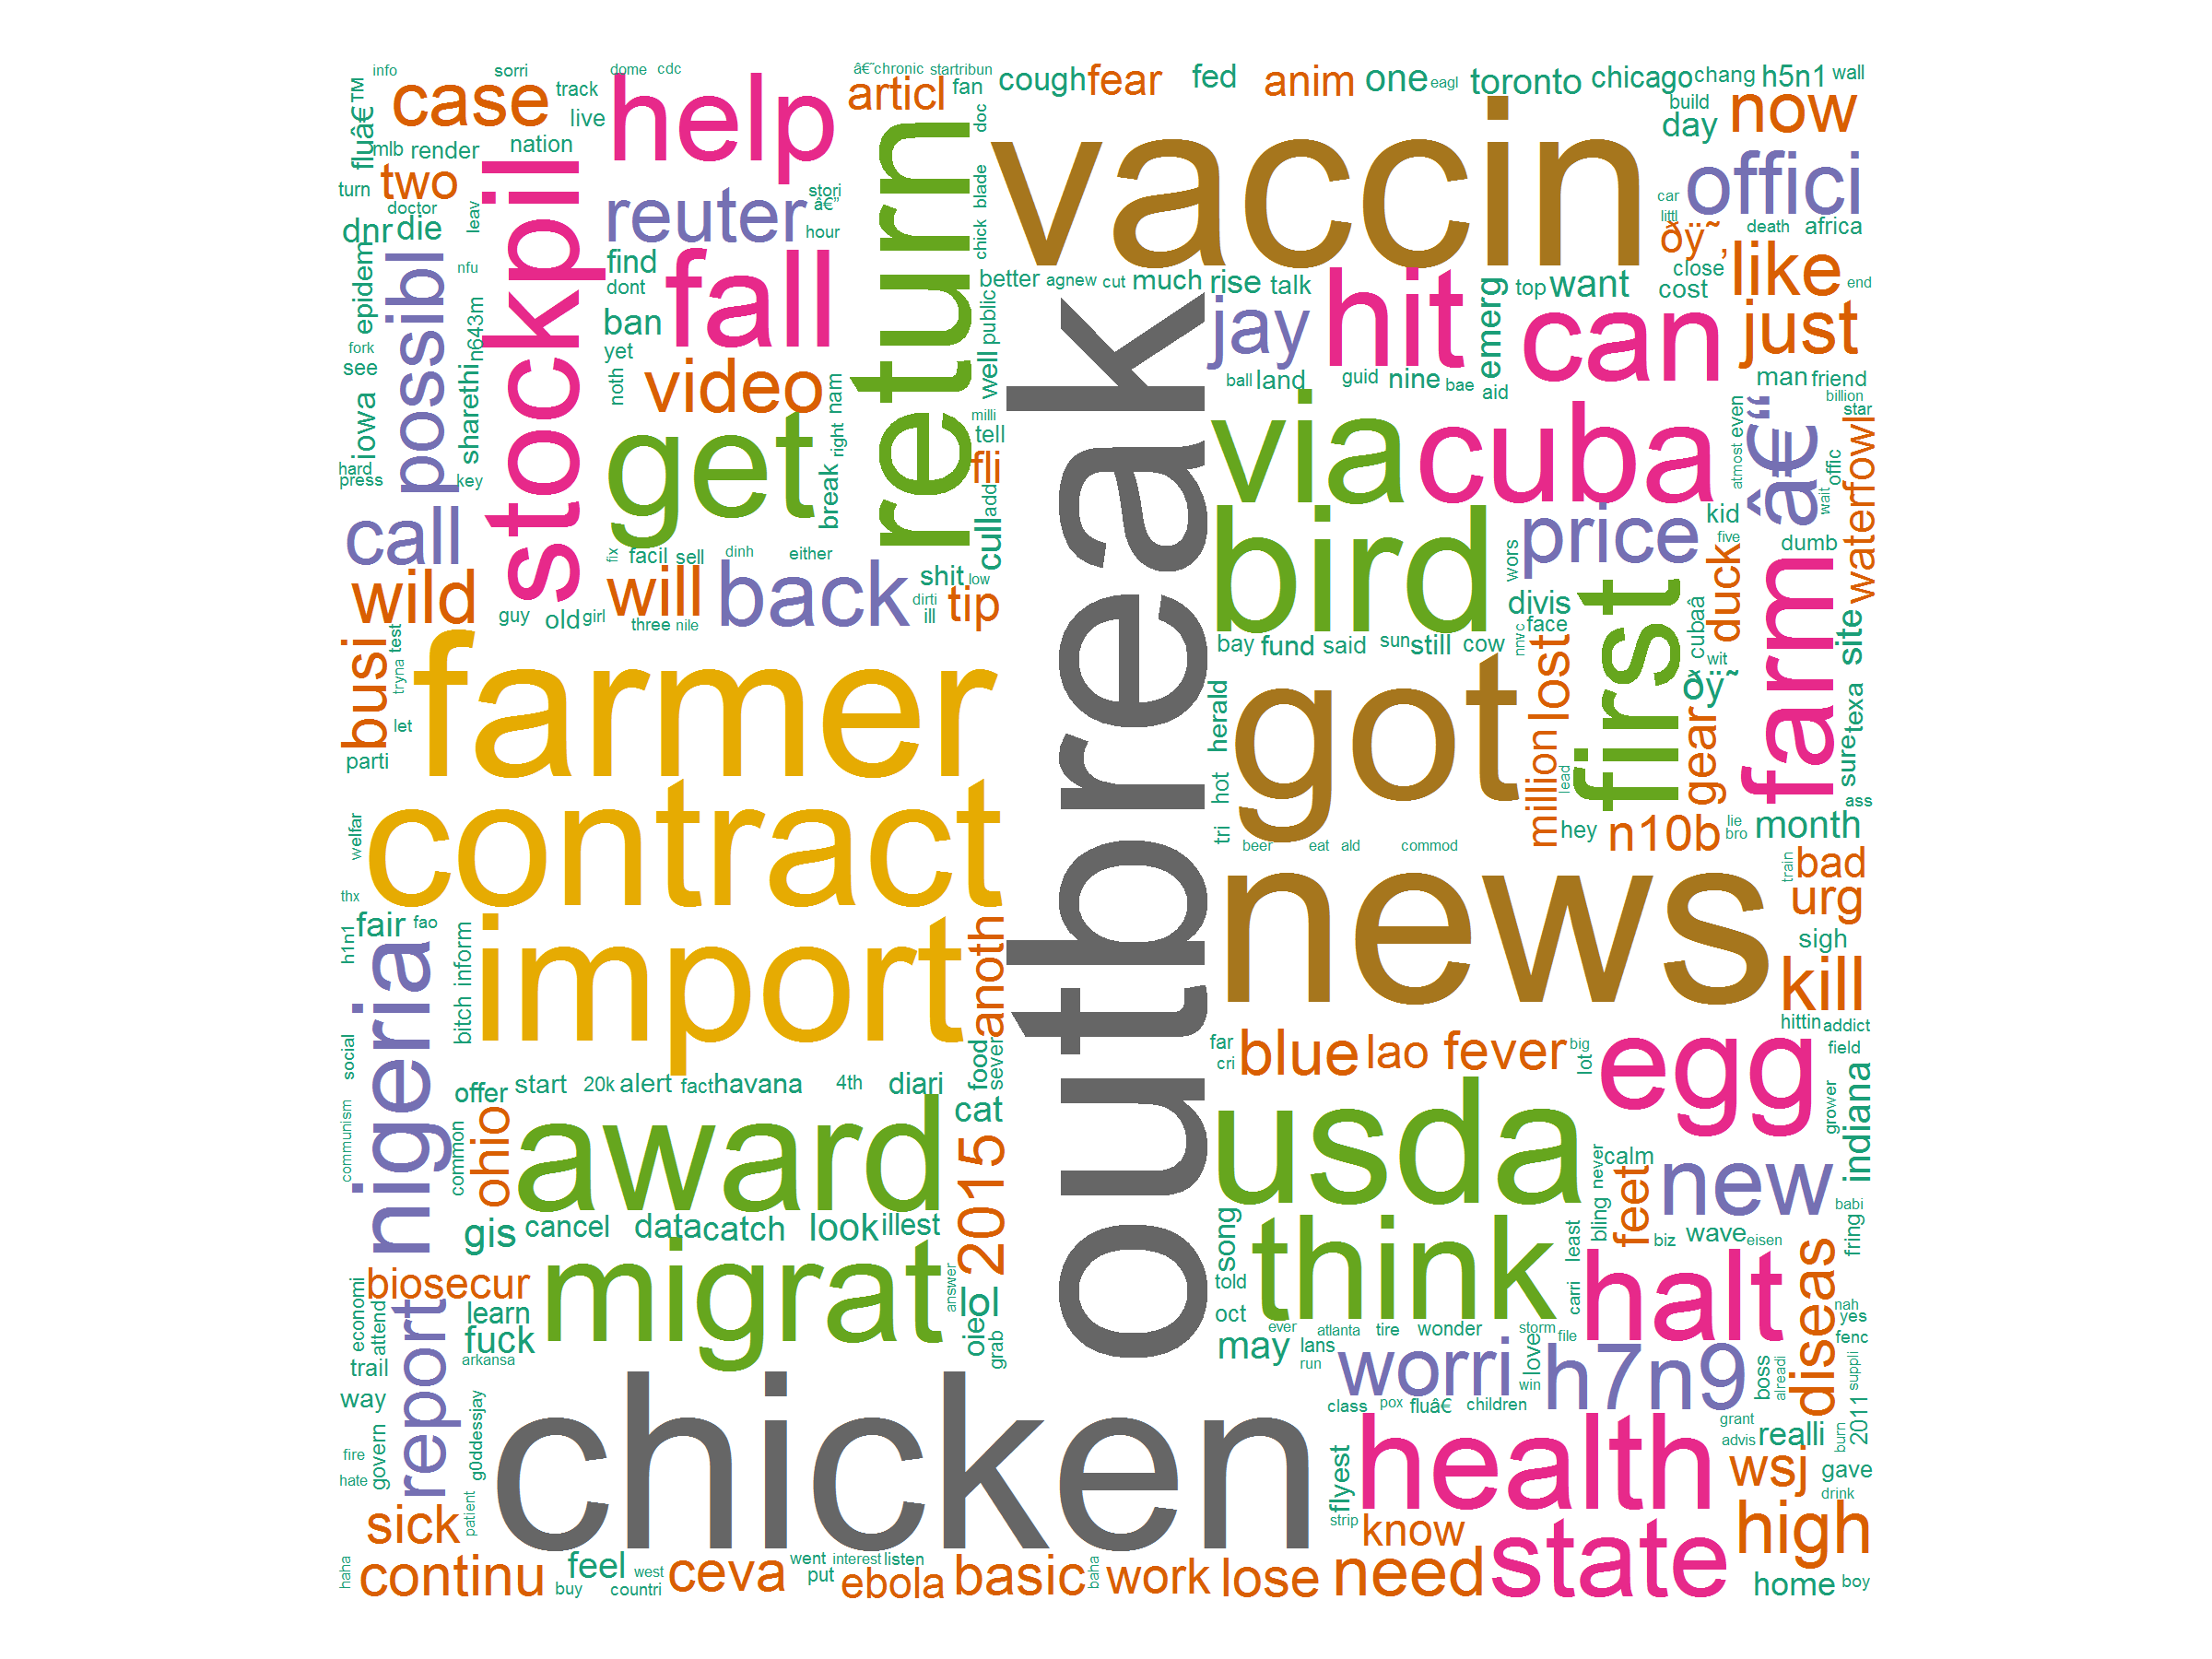 info
sorri
dome
cdc
â€¨chronic
startribun
case
track
help
articl
fan
cough
fear
fed
anim
one
eagl
toronto
chicago
chang
h5n1
wall
fluâ€™
live
nation
doc
build
day
now
mlb
render
stockpill
return
vaccin
turn
two
doctor
leav
reuter
stori
â€”
hour
blade
chick
car
offici
littl
dnr
die
ðÿ˜‚
death
africa
epidem
possibl
nfu
find
dont
fall
better
agnew
cut
much
rise
talk
hit
emerg
top
want
close
cost
like
end
fork
see
n643m
sharethi
ban
yet
public
jay
can
just
iowa
noth
video
nam
well
ball
land
guid
nine
bae
aid
man
friend
billion
star
hard
press
key
get
right
break
milli
tell
fli
add
via
cuba
even
atmost
â€“
offic
wait
waterfowl
call
fix
facil
sell
dinh
either
cull
bird
price
kid
five
dumb
wors
wild
will
back
shit
low
tip
dirti
ill
divis
face
first
duck
farm
guy
old
girl
three
nile
bay
fund
said
sun
still
cow
nnvc
cubaâ
wit
site
busi
test
tryna
let
parti
farmer
outbreak
herald
got
million
lost
lead
ðÿ˜
gear
texa
sure
ass
hot
tri
hey
n10b
lie
bro
month
welfar
contract
beer
eat
ald
commod
train
bad
urg
thx
h1n1
fair
fao
import
anoth
news
sigh
kill
nigeria
bitch
inform
hittin
addict
social
food
sever
far
cri
blue
lao
fever
big
lot
egg
field
offer
start
20k
alert
fact
havana
4th
diari
cat
grower
indiana
communism
common
ohio
award
2015
usda
never
bling
calm
feet
new
babi
gis
cancel
data
catch
look
illest
song
told
think
least
carri
biz
wave
eisen
fring
biosecur
learn
migrat
answer
lol
oct
halt
diseas
nah
yes
fenc
economi
attend
trail
report
fuck
arkansa
oie
grab
may
ever
atlanta
tire
wonder
storm
file
lans
run
worri
love
win
h7n9
boss
alreadi
suppli
way
govern
g0ddessjay
chicken
class
pox
fluâ€
children
health
grant
advis
realli
burn
2011
fire
hate
patient
flyest
strip
wsj
gave
drink
sick
know
state
high
haha
continu
feel
buy
west
countri
ceva
went
put
interest
listen
ebola
basic
baha
work
lose
need
home
boy